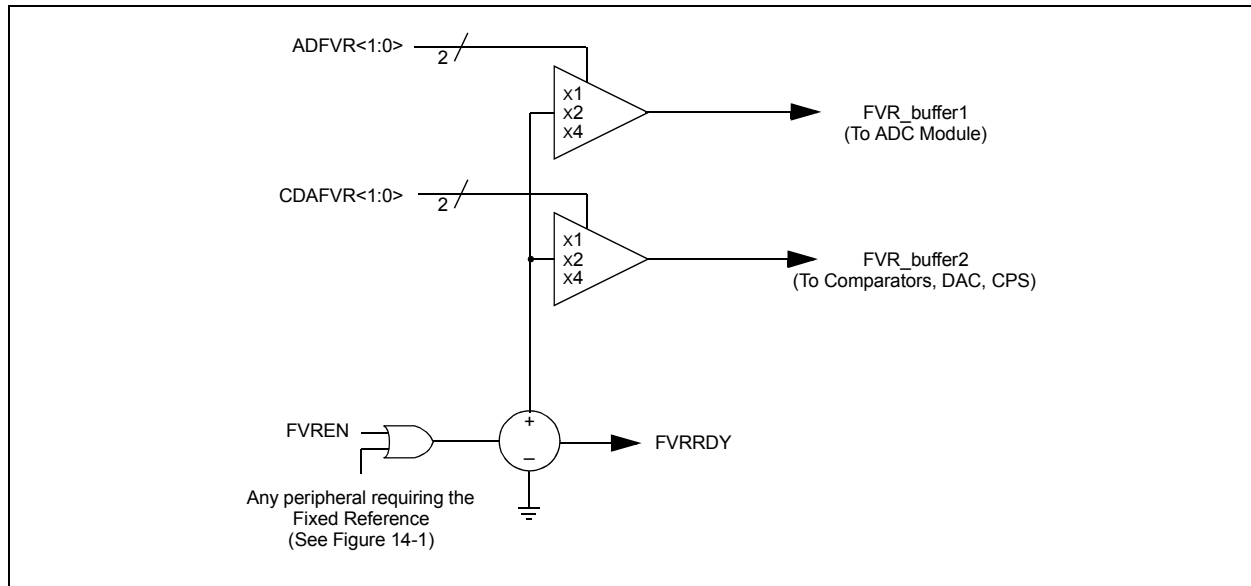 ADFVR<1:0>
2
x1
x2
x4
FVR_buffer1
(To ADC Module)
CDAFVR<1:0>
2
x1
x2
x4
FVR_buffer2
(To Comparators, DAC, CPS)
+
FVREN
FVRRDY
–
Any peripheral requiring the
Fixed Reference
(See Figure 14-1)